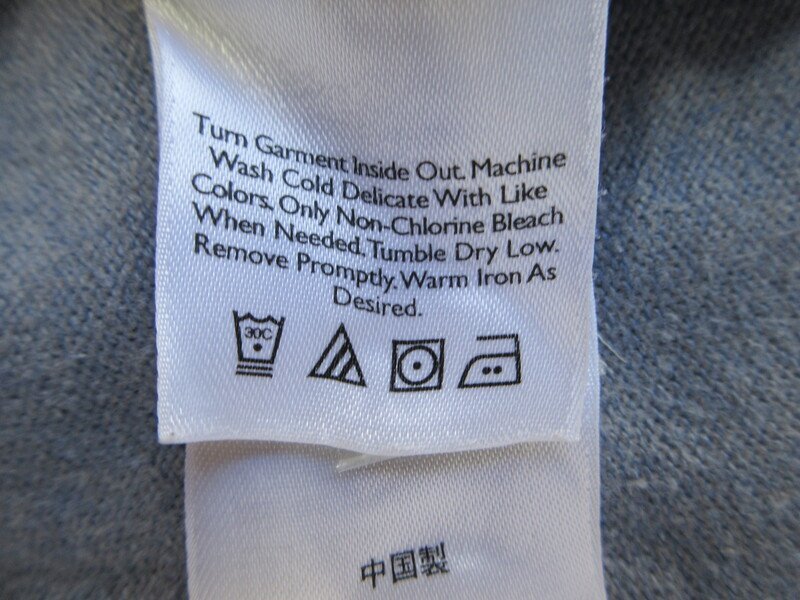 Turn Garment Inside Out. Machine
Wash Cold Delicate With Like
Colors. Only Non-Chlorine Bleach
When Needed. Tumble Dry Low.
Remove Promptly. Warm Iron As
Desired.
30C
中国製